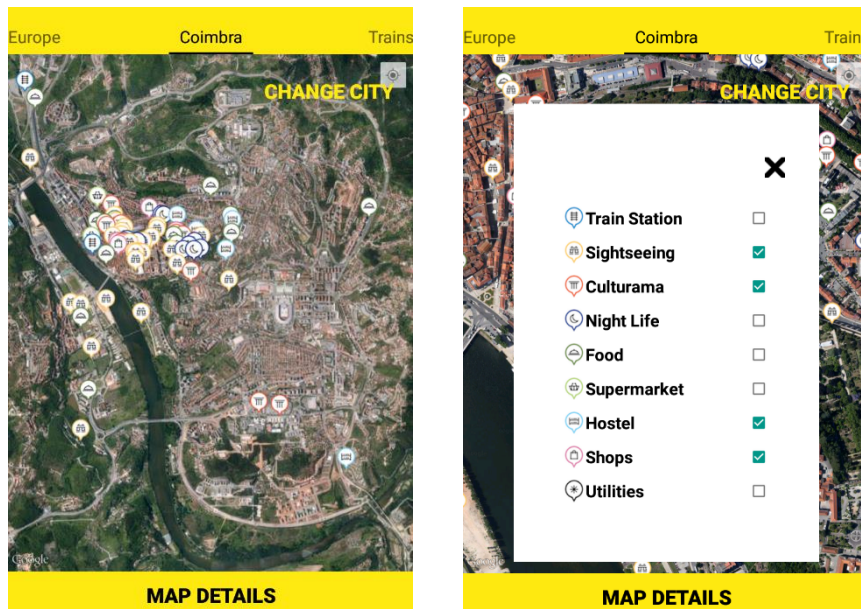 Europe Coimbra Trains
CHANGE CITY
Google
MAP DETAILS
Europe Coimbra Train
CHANGE CITY
Train Station
Sightseeing
Culturama
Night Life
Food
Supermarket
Hostel
Shops
Utilities
Google
MAP DETAILS